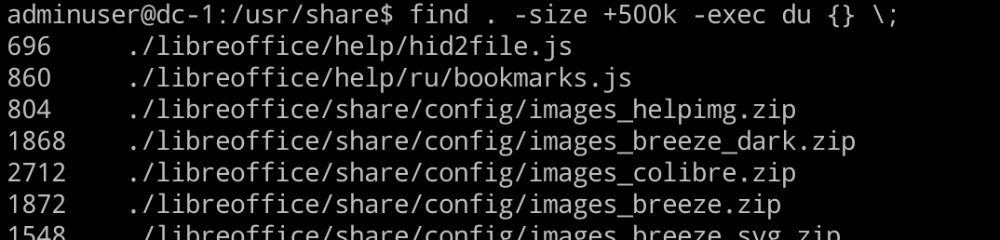 adminuser@dc-1:/usr/share$ find . -size +500k -exec du {} \;
696     ./libreoffice/help/hid2file.js
860     ./libreoffice/help/ru/bookmarks.js
804     ./libreoffice/share/config/images_helpimg.zip
1868    ./libreoffice/share/config/images_breeze_dark.zip
2712    ./libreoffice/share/config/images_colibre.zip
1872    ./libreoffice/share/config/images_breeze.zip
1548    ./libreoffice/share/config/images_breeze_svg.zip